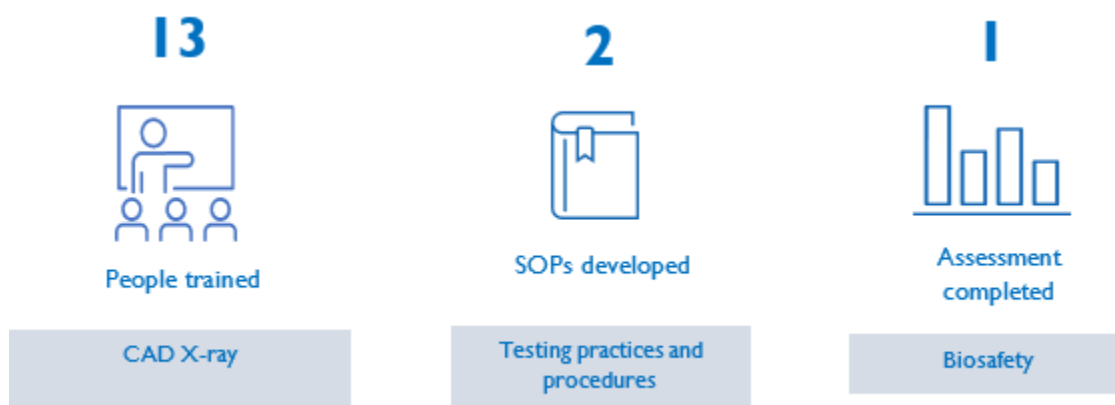 13
People trained
CAD X-ray
2
SOPs developed
Testing practices and
procedures
1
Assessment
completed
Biosafety